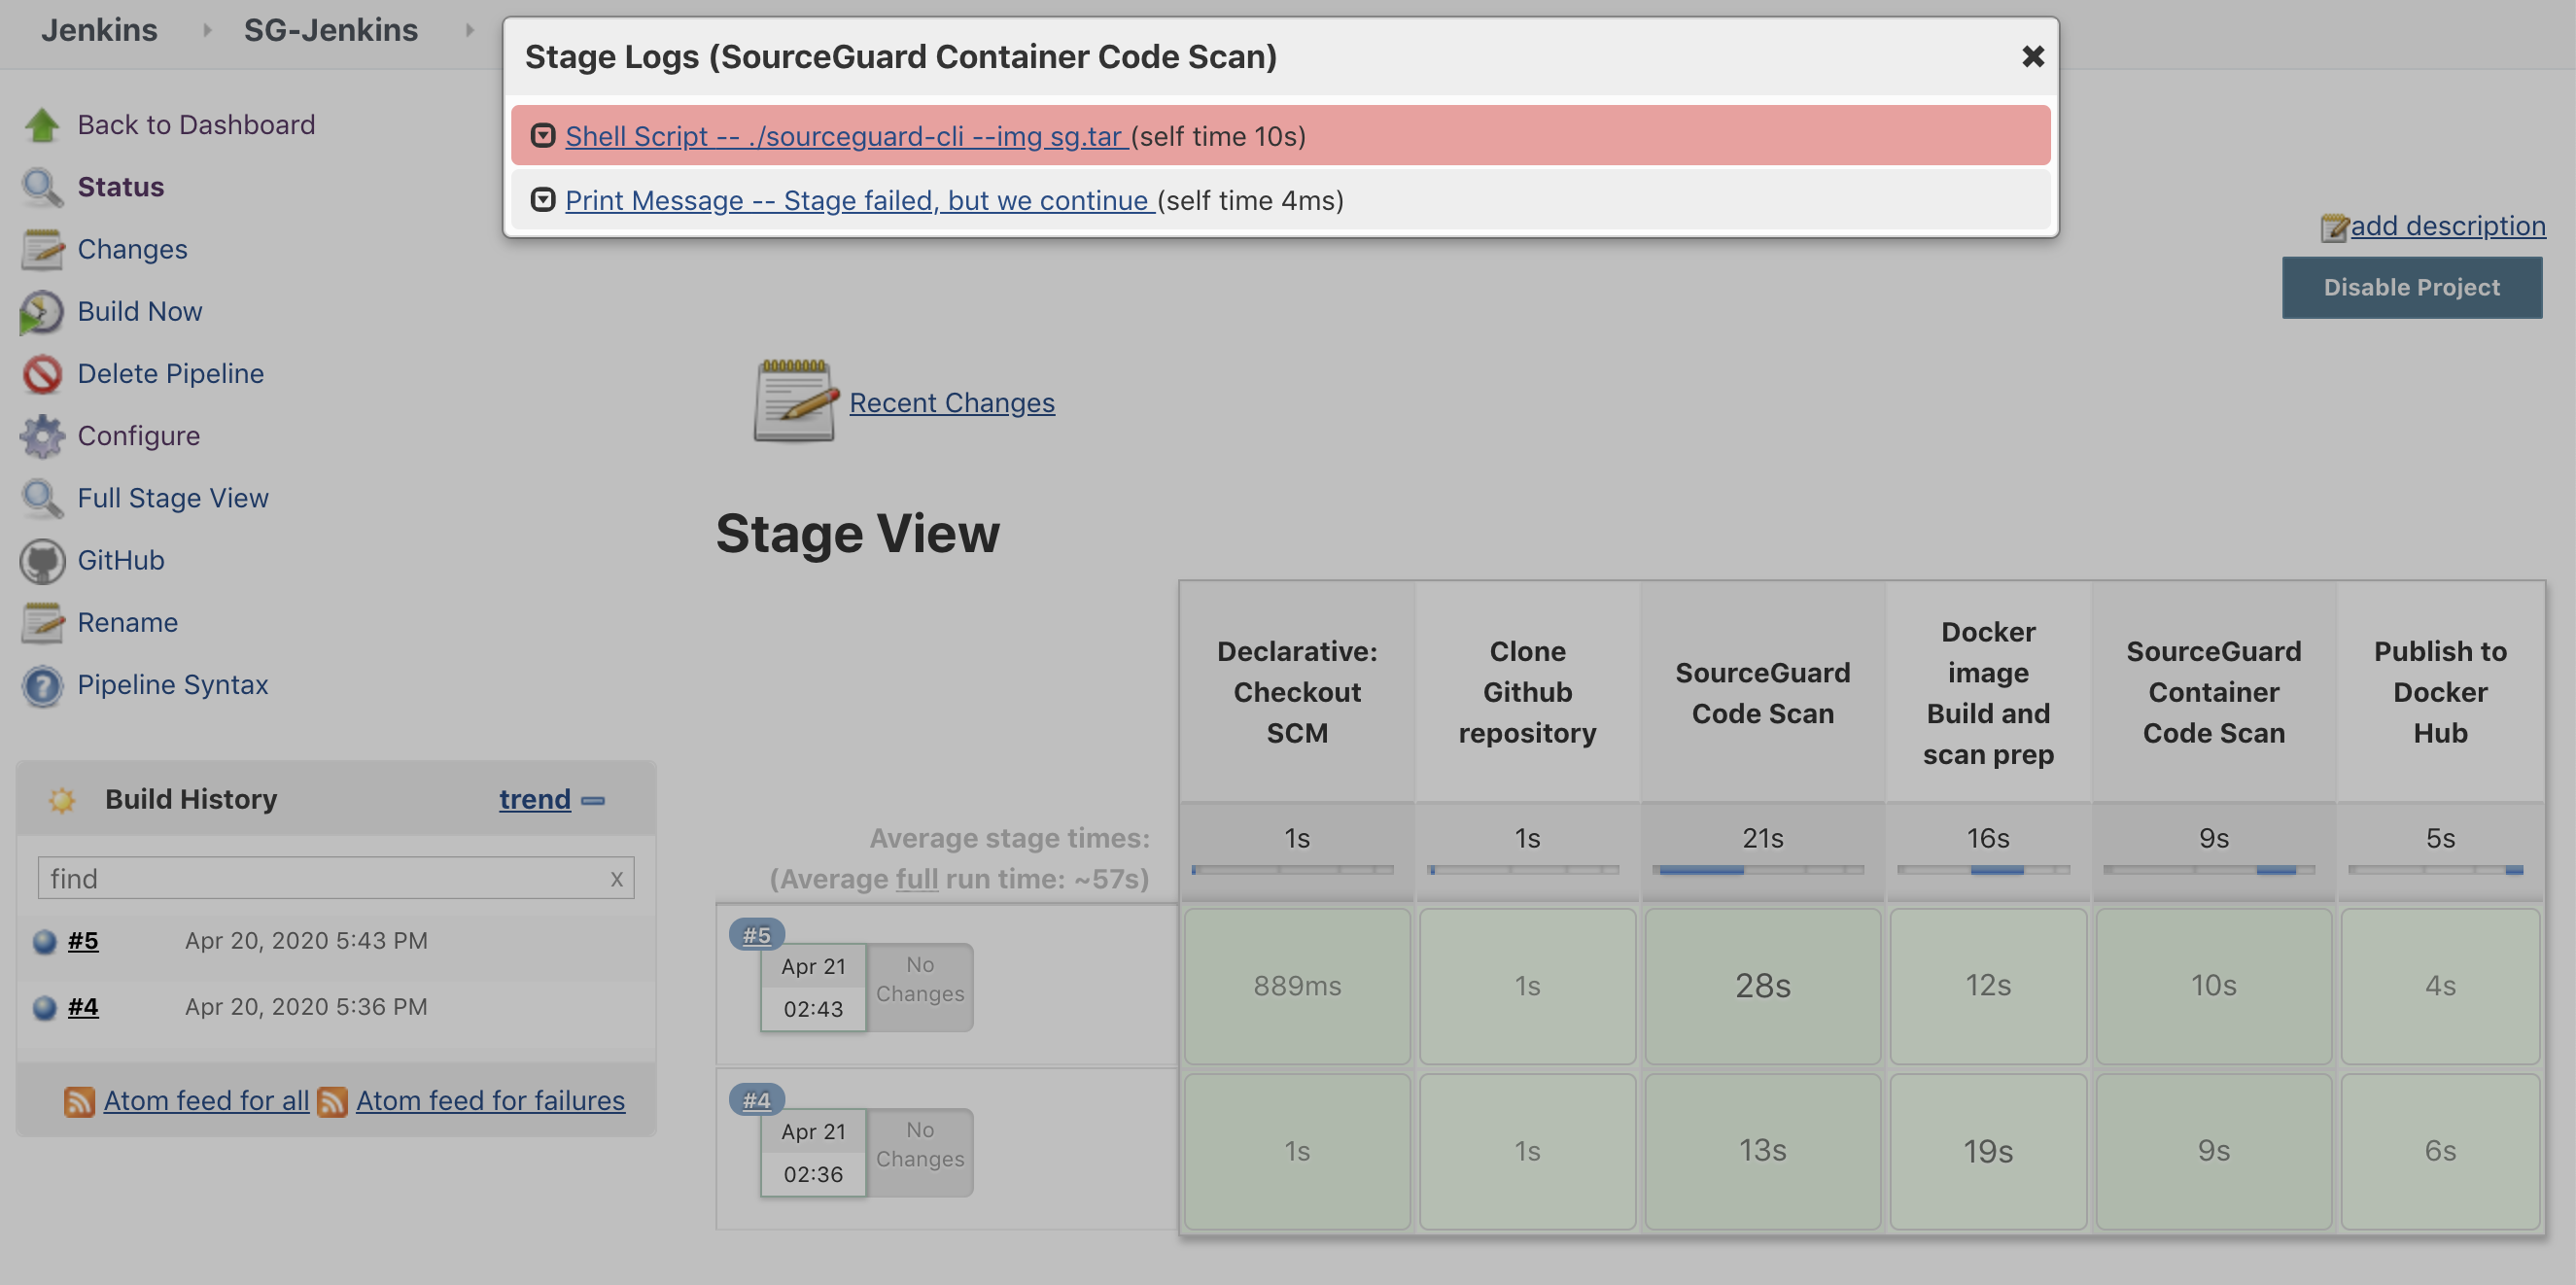 Jenkins
SG-Jenkins
Stage Logs (SourceGuard Container Code Scan)
Shell Script -- ./sourceguard-cli --img sg.tar (self time 10s)
Print Message -- Stage failed, but we continue (self time 4ms)
Back to Dashboard
Status
Changes
Build Now
Delete Pipeline
Configure
Full Stage View
GitHub
Rename
Pipeline Syntax
add description
Disable Project
Recent Changes
Stage View
Build History
trend
find
x
#5
Apr 20, 2020 5:43 PM
#4
Apr 20, 2020 5:36 PM
Atom feed for all
Atom feed for failures
Declarative:
Checkout
SCM
Clone
Github
repository
SourceGuard
Code Scan
Docker
image
Build and
scan prep
SourceGuard
Container
Code Scan
Publish to
Docker
Hub
Average stage times:
(Average full run time: ~57s)
1s
1s
21s
16s
9s
5s
#5
Apr 21
02:43
No
Changes
889ms
1s
28s
12s
10s
4s
#4
Apr 21
02:36
No
Changes
1s
1s
13s
19s
9s
6s